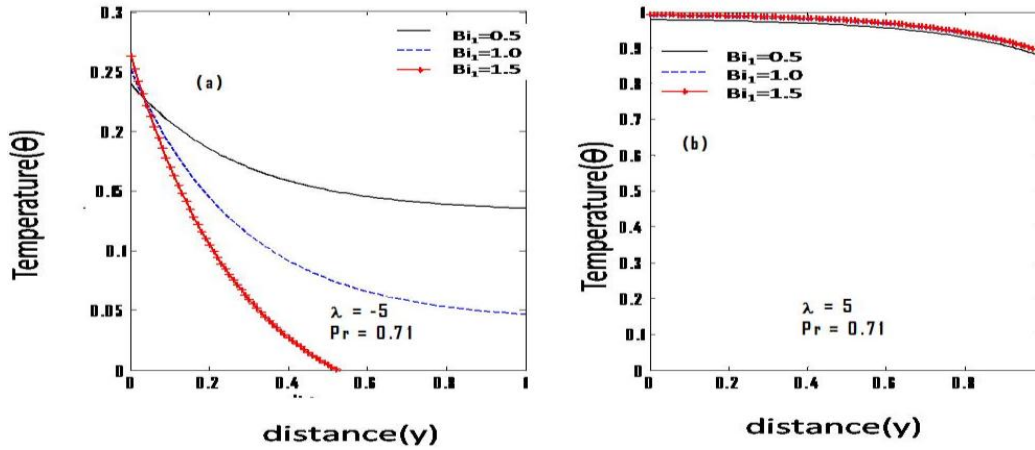 0.3
0.25
0.2
0.15
0.1
0.05
0
Temperature(Θ)
Bi₁=0.5
Bi₁=1.0
Bi₁=1.5
(a)
λ = -5
Pr = 0.71
0 0.2 0.4 0.6 0.8 1
distance(y)
1
0.9
0.8
0.7
0.6
0.5
0.4
0.3
0.2
0.1
0
Temperature(Θ)
Bi₁=0.5
Bi₁=1.0
Bi₁=1.5
(b)
λ = 5
Pr = 0.71
0 0.2 0.4 0.6 0.8
distance(y)